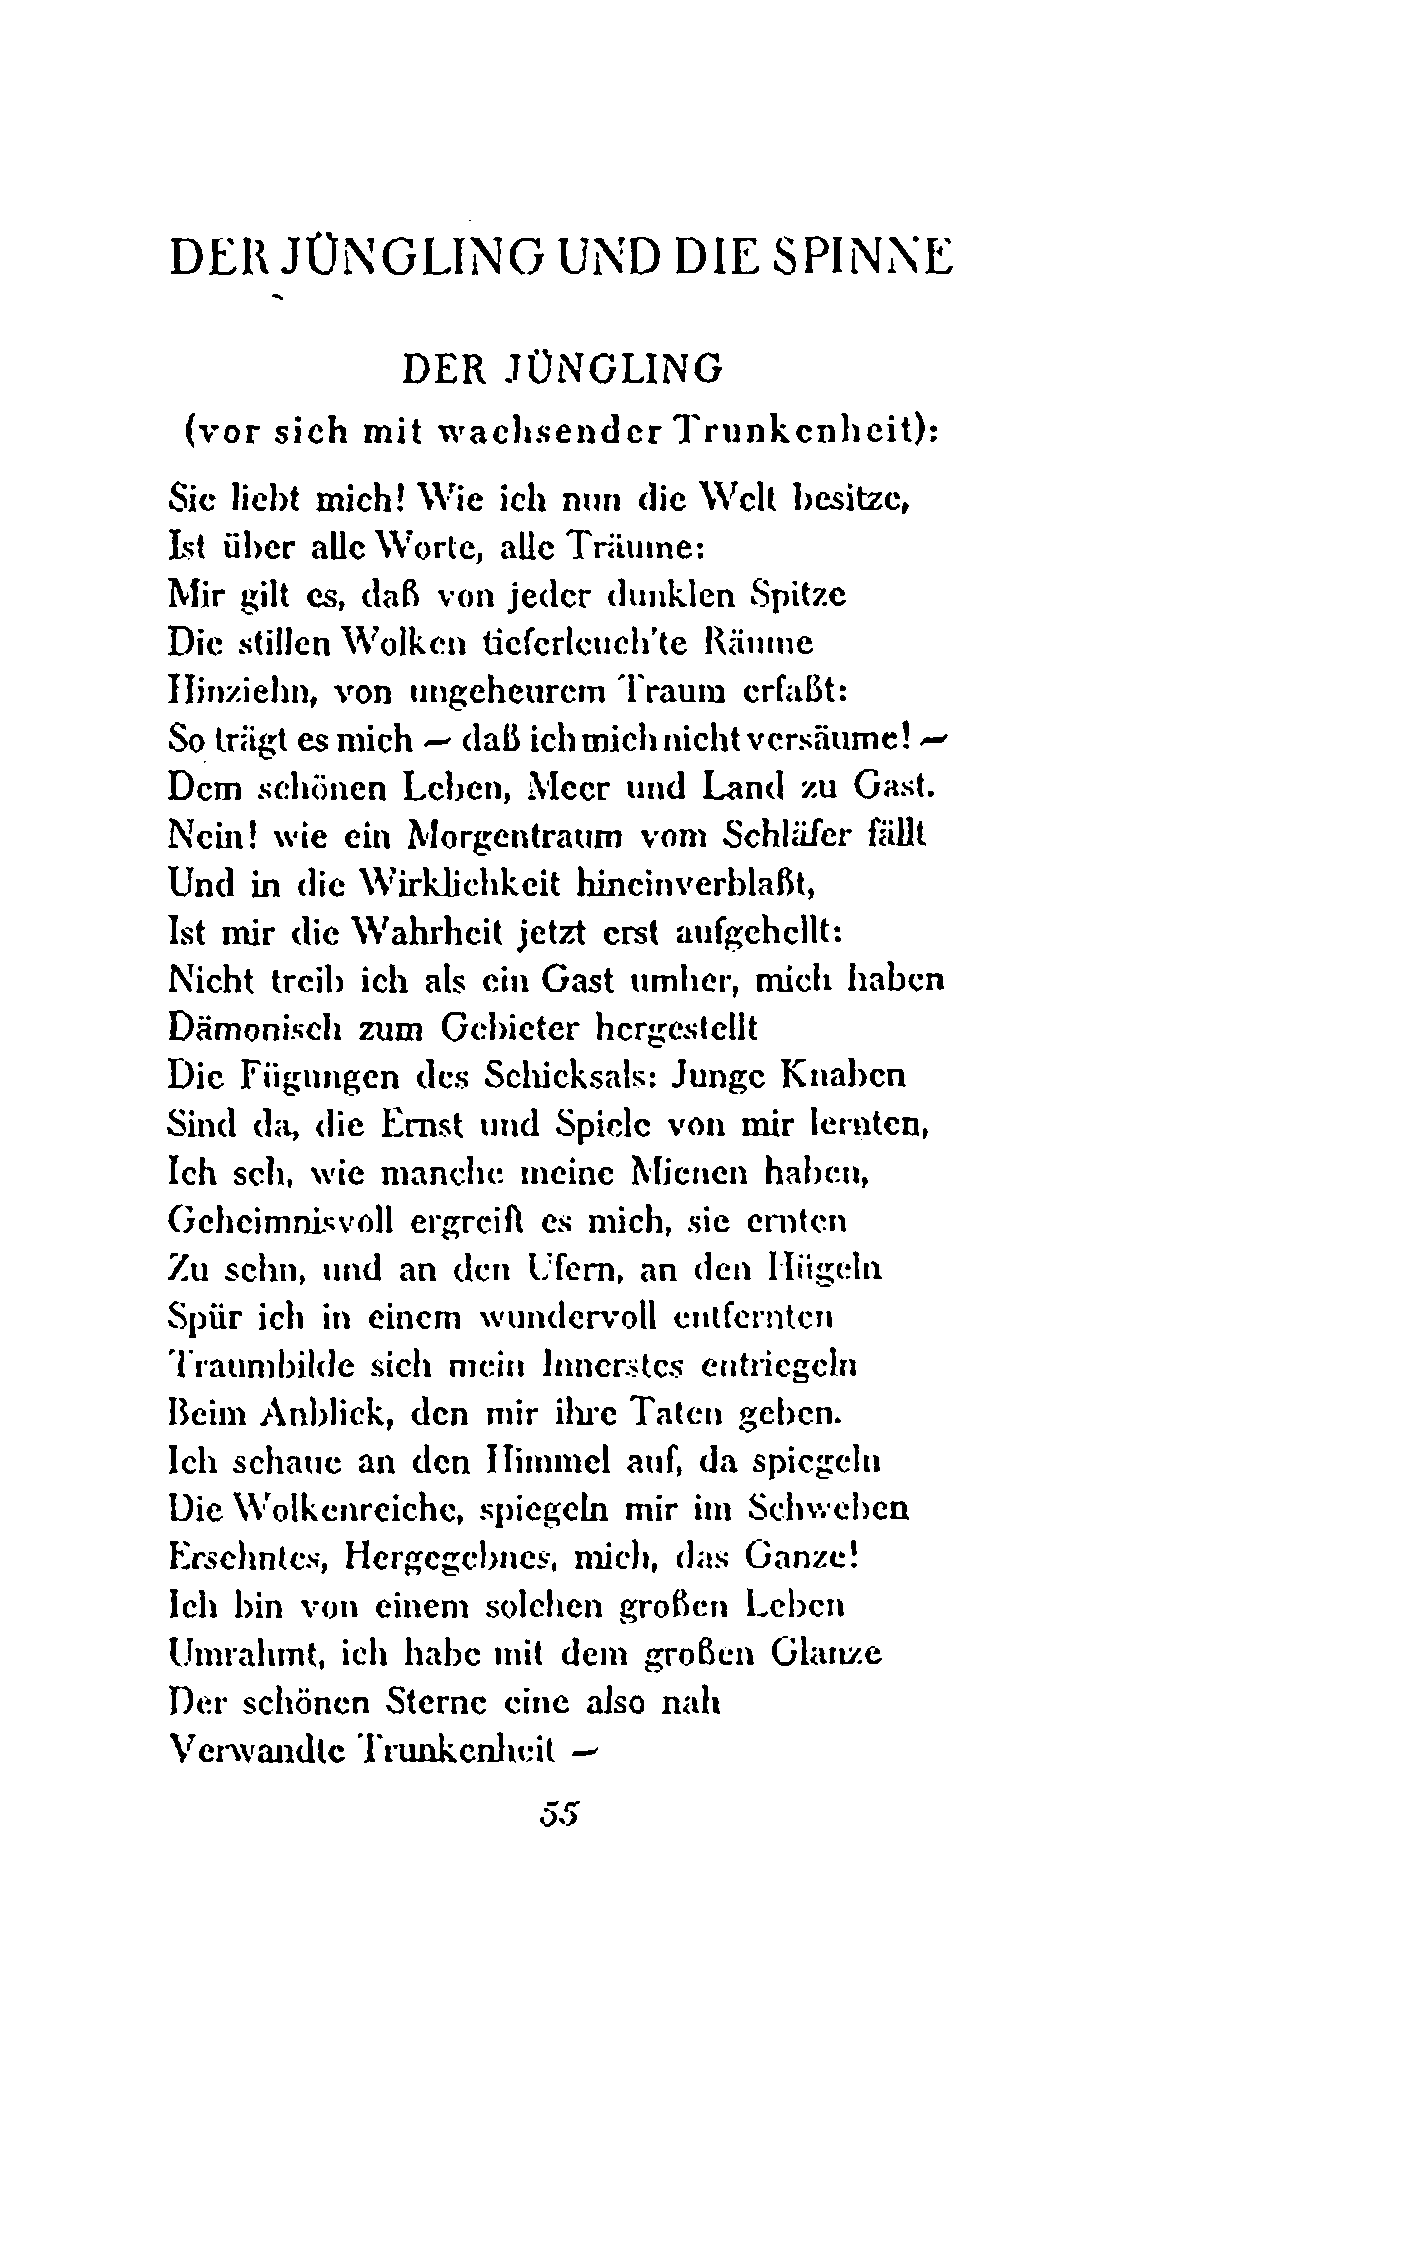 DER JÜNGLING UND DIE SPINNE
DER JÜNGLING
(vor sich mit wachsender Trunkenheit):
Sie liebt mich! Wie ich nun die Welt besitze,
Ist über alle Worte, alle Träume:
Mir gilt es, daß von jeder dunklen Spitze
Die stillen Wolken tieferleuch'te Räume
Hinziehn, von ungeheurem Traum erfaßt:
So trägt es mich — daß ich mich nicht versäume! —
Dem schönen Leben, Meer und Land zu Gast.
Nein! wie ein Morgentraum vom Schläfer fällt
Und in die Wirklichkeit hineinverblaßt,
Ist mir die Wahrheit jetzt erst aufgehellt:
Nicht treib ich als ein Gast umher, mich haben
Dämonisch zum Gebieter hergestellt
Die Fügungen des Schicksals: Junge Knaben
Sind da, die Ernst und Spiele von mir lernten,
Ich seh, wie manche meine Mienen haben,
Geheimnisvoll ergreift es mich, sie ernten
Zu sehn, und an den Ufern, an den Hügeln
Spür ich in einem wundervoll entfernten
Traumbilde sich mein Innerstes entriegeln
Beim Anblick, den mir ihre Taten geben.
Ich schaue an den Himmel auf, da spiegeln
Die Wolkenreiche, spiegeln mir im Schweben
Ersehntes, Hergegebnes, mich, das Ganze!
Ich bin von einem solchen großen Leben
Umrahmt, ich habe mit dem großen Glanze
Der schönen Sterne eine also nah
Verwandte Trunkenheit —
55